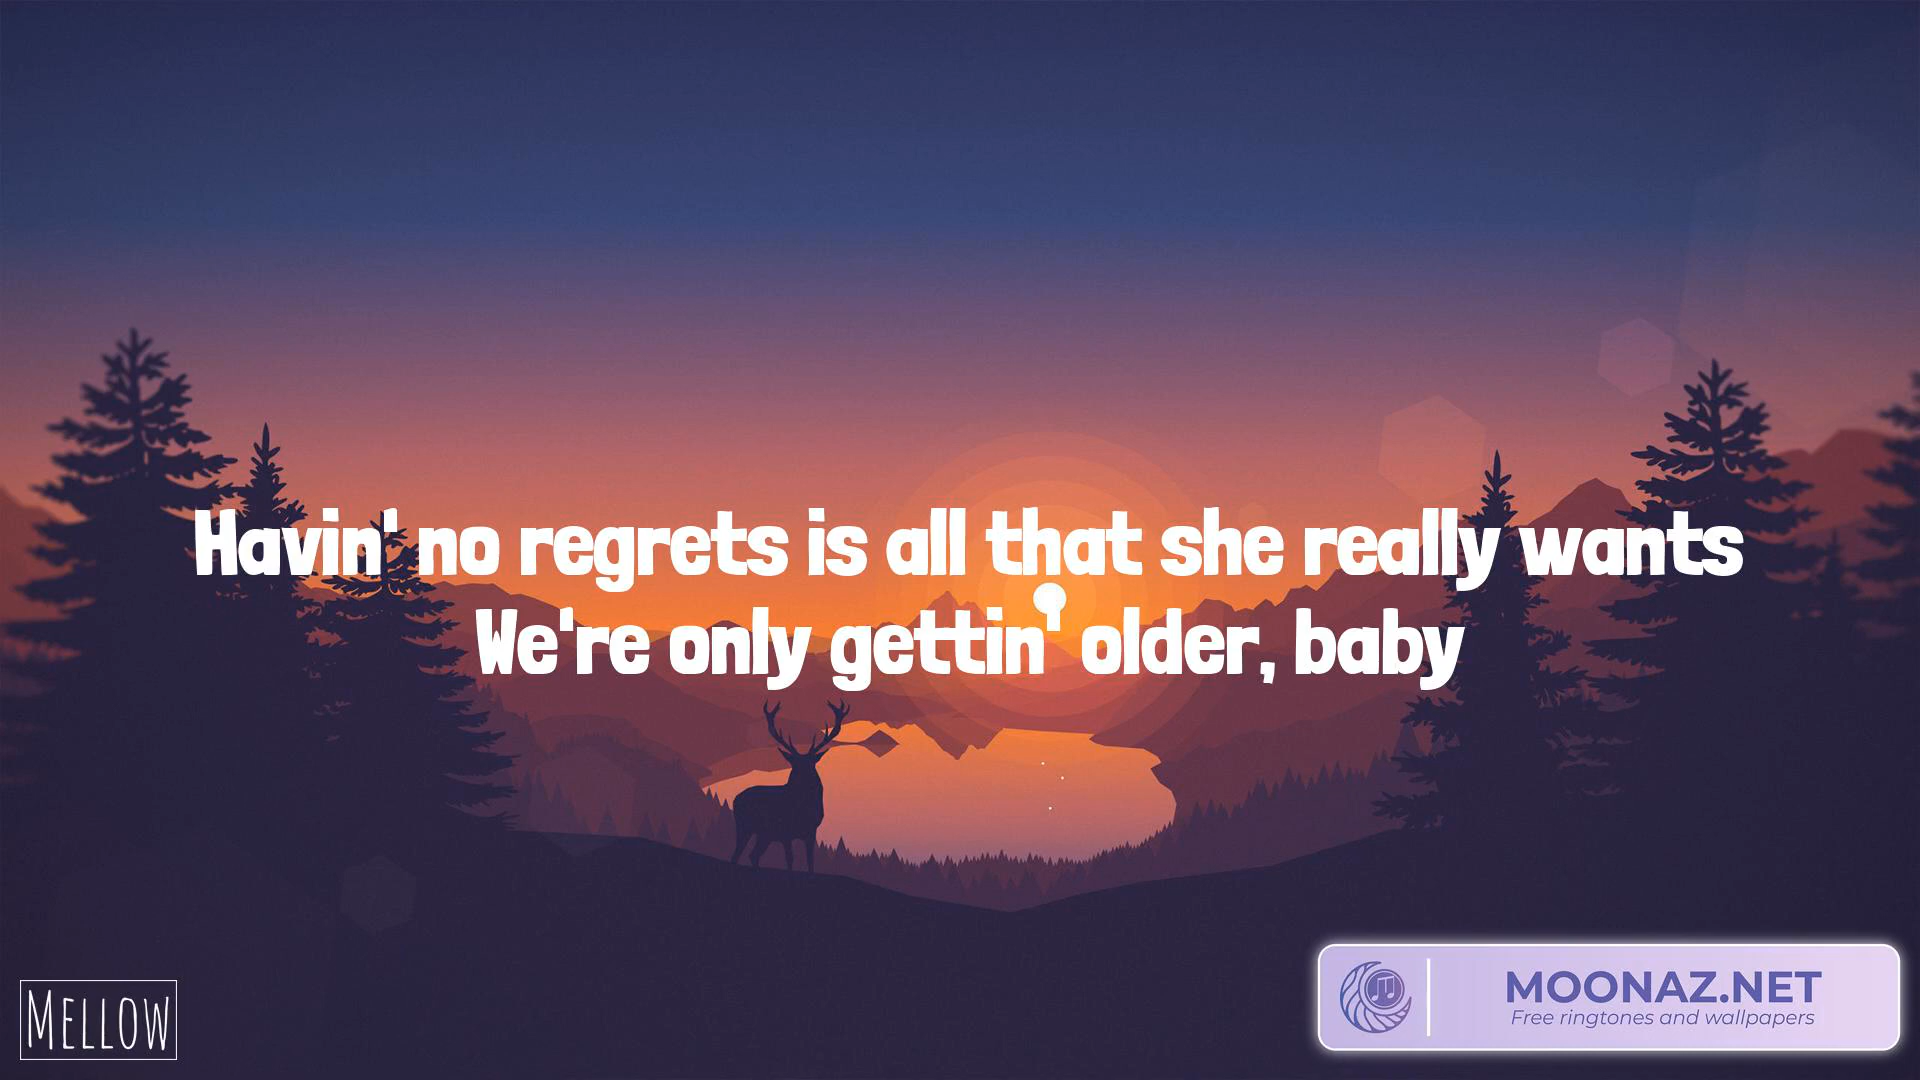 Havin' no regrets is all that she really wants
We're only gettin' older, baby
MELLOW
MOONAZ.NET
Free ringtones and wallpapers